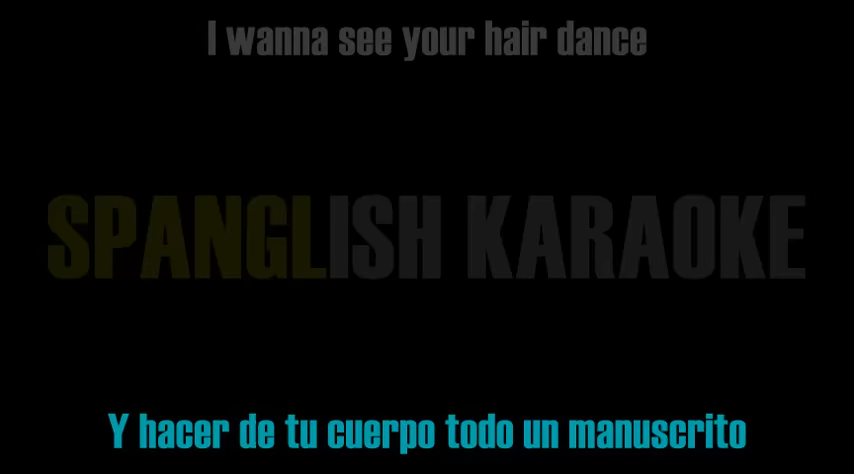 I wanna see your hair dance
SPANGLISH KARAOKE
Y hacer de tu cuerpo todo un manuscrito